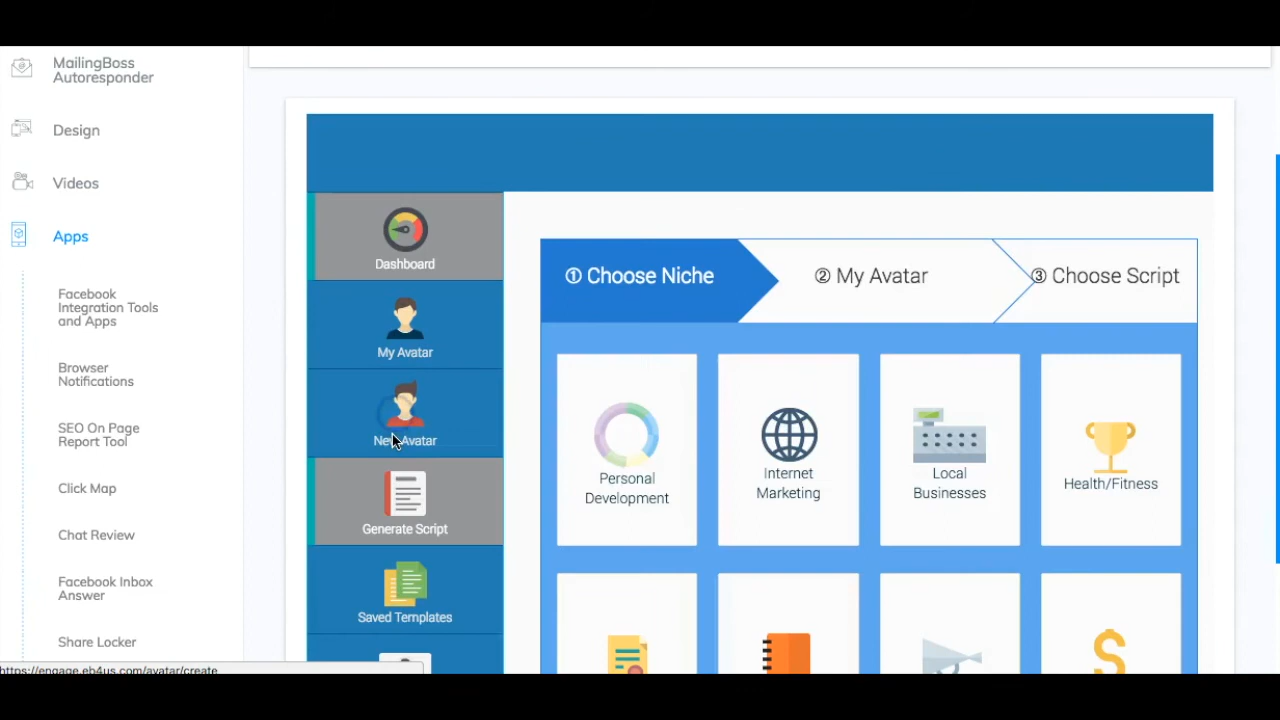 MailingBoss
Autoresponder
Design
Videos
Apps
Facebook
Integration Tools
and Apps
Browser
Notifications
SEO On Page
Report Tool
Click Map
Chat Review
Facebook Inbox
Answer
Share Locker
https://engage.eb4us.com/avatar/create
Dashboard
My Avatar
New Avatar
Generate Script
Saved Templates
① Choose Niche
② My Avatar
③ Choose Script
Personal
Development
Internet
Marketing
Local
Businesses
Health/Fitness